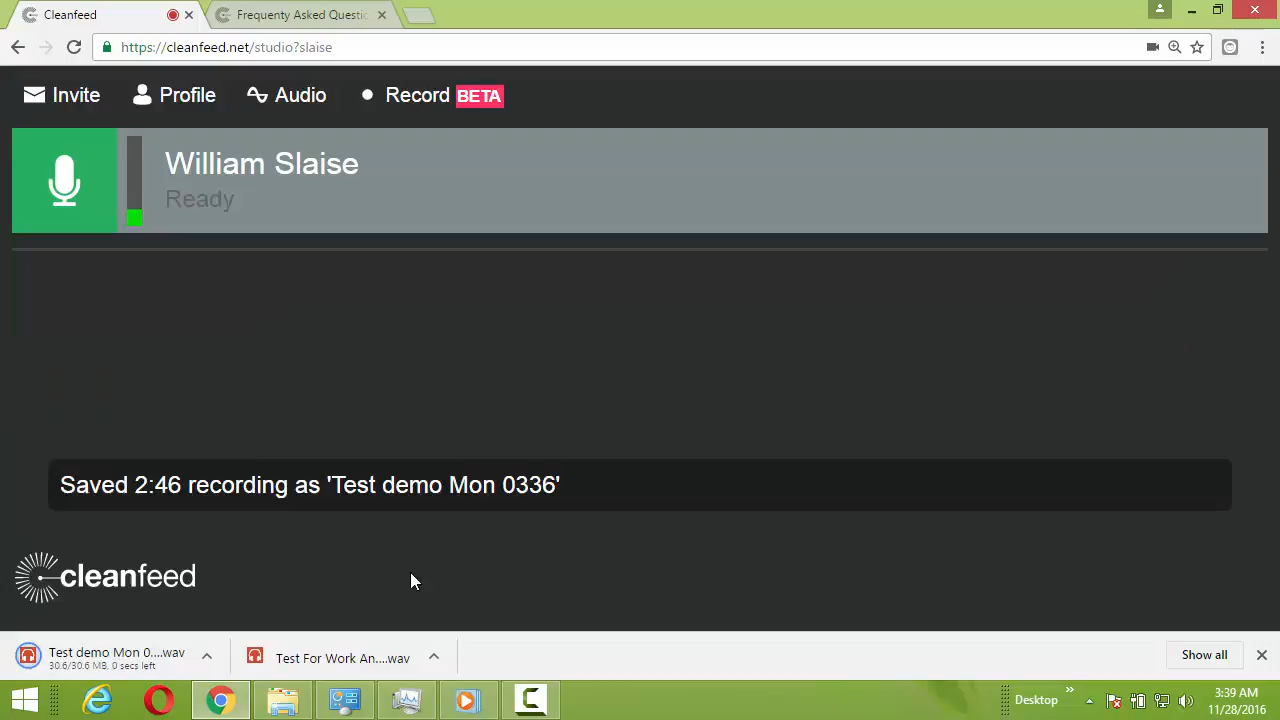 Cleanfeed
Frequenty Asked Questic
https://cleanfeed.net/studio?slaise
Invite
Profile
Audio
Record BETA
William Slaise
Ready
Saved 2:46 recording as 'Test demo Mon 0336'
cleanfeed
Test demo Mon 0....wav
30.6/30.6 MB, 0 secs left
Test For Work An....wav
Show all
Desktop
3:39 AM
11/28/2016